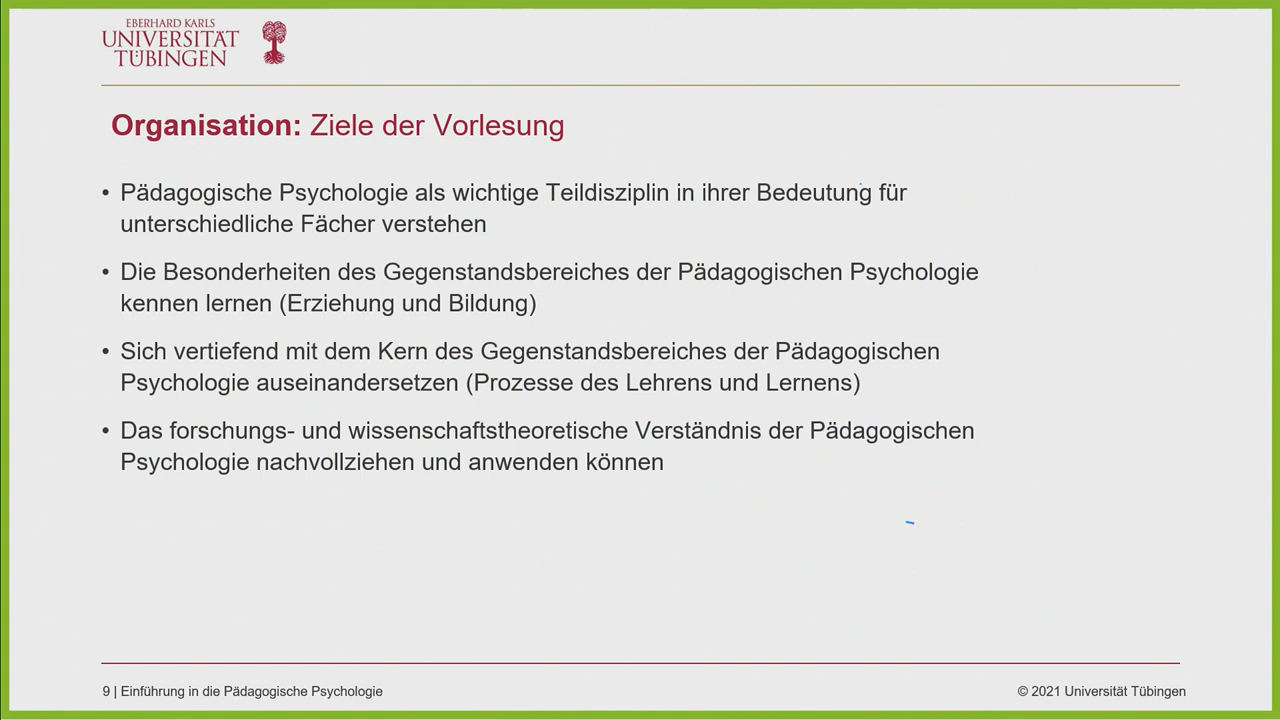 EBERHARD KARLS
UNIVERSITÄT
TÜBINGEN
Organisation: Ziele der Vorlesung
• Pädagogische Psychologie als wichtige Teildisziplin in ihrer Bedeutung für
unterschiedliche Fächer verstehen
• Die Besonderheiten des Gegenstandsbereiches der Pädagogischen Psychologie
kennen lernen (Erziehung und Bildung)
• Sich vertiefend mit dem Kern des Gegenstandsbereiches der Pädagogischen
Psychologie auseinandersetzen (Prozesse des Lehrens und Lernens)
• Das forschungs- und wissenschaftstheoretische Verständnis der Pädagogischen
Psychologie nachvollziehen und anwenden können
9 | Einführung in die Pädagogische Psychologie
© 2021 Universität Tübingen